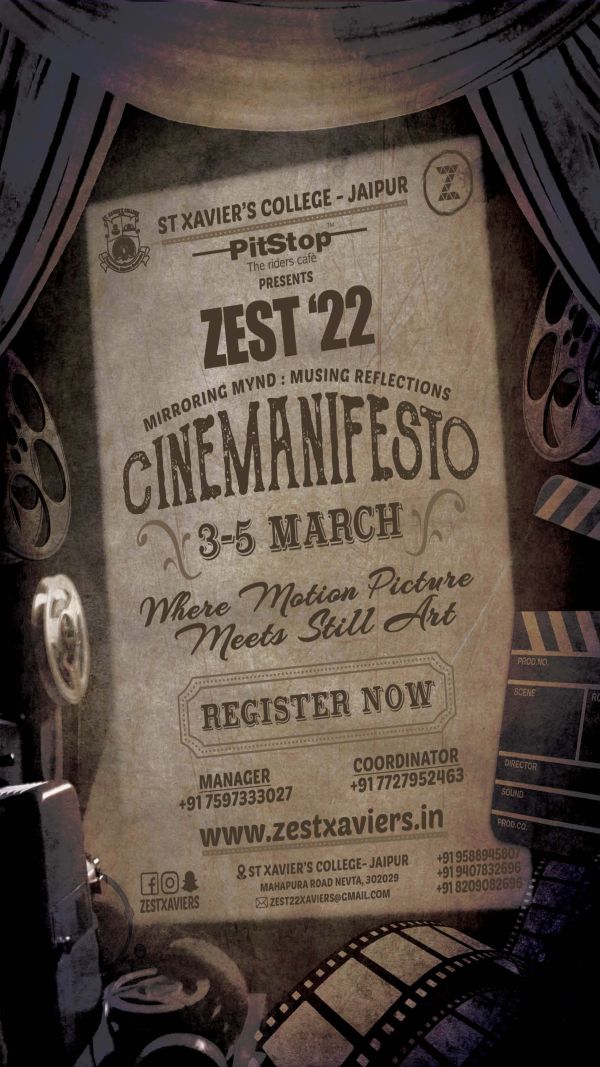 ST XAVIER'S COLLEGE - JAIPUR
Z
PitStop™
The riders cafe
PRESENTS
ZEST '22
MIRRORING MYND : MUSING REFLECTIONS
CINEMANIFESTO
3-5 MARCH
Where Motion Picture
Meets Still Art
REGISTER NOW
MANAGER
+91 7597333027
COORDINATOR
+91 7727952463
www.zestxaviers.in
ZESTXAVIERS
ST XAVIER'S COLLEGE- JAIPUR
MAHAPURA ROAD NEVTA, 302029
ZEST22XAVIERS@GMAIL.COM
+91 9588945807
+91 9407832696
+91 8209082696
PROD.NO.
SCENE
RO
DIRECTOR
SOUND
PROD.CO.